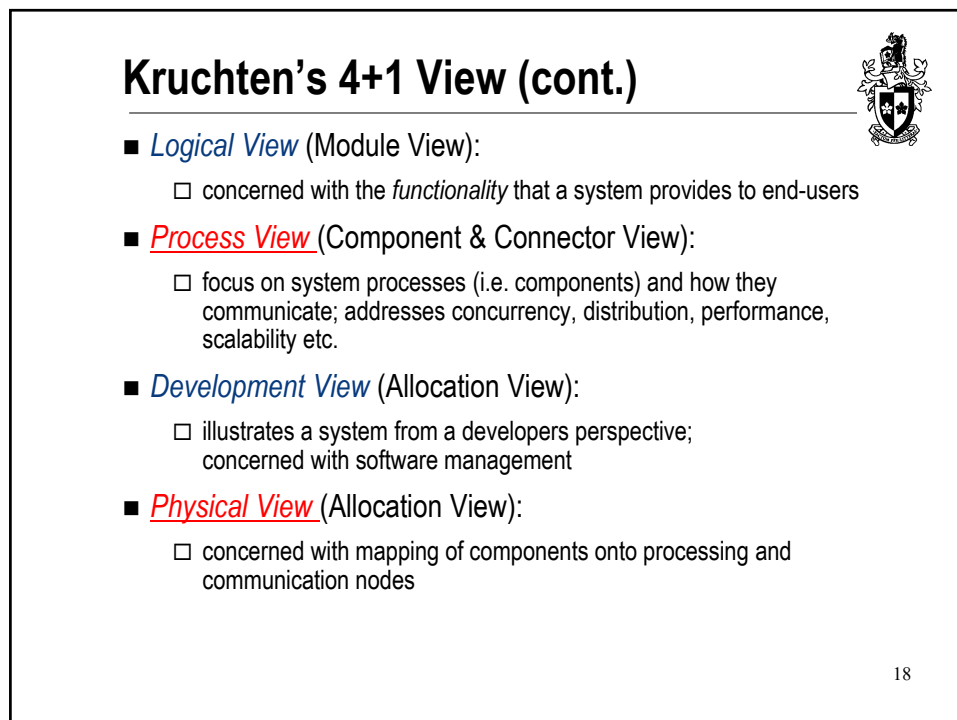 Kruchten’s 4+1 View (cont.)
■ Logical View (Module View):
□ concerned with the functionality that a system provides to end-users
■ Process View (Component & Connector View):
□ focus on system processes (i.e. components) and how they
communicate; addresses concurrency, distribution, performance,
scalability etc.
■ Development View (Allocation View):
□ illustrates a system from a developers perspective;
concerned with software management
■ Physical View (Allocation View):
□ concerned with mapping of components onto processing and
communication nodes
18